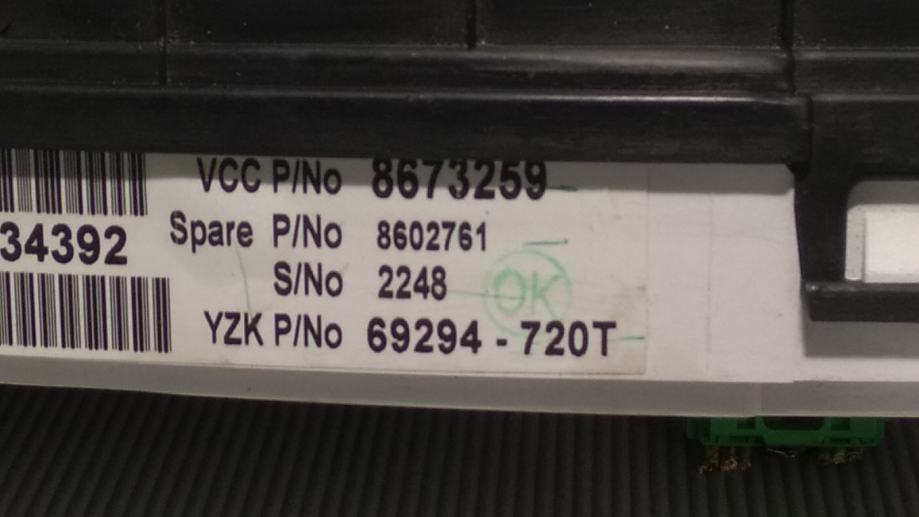 VCC P/No 8673259
34392
Spare P/No 8602761
S/No 2248
OK
YZK P/No 69294 - 720T